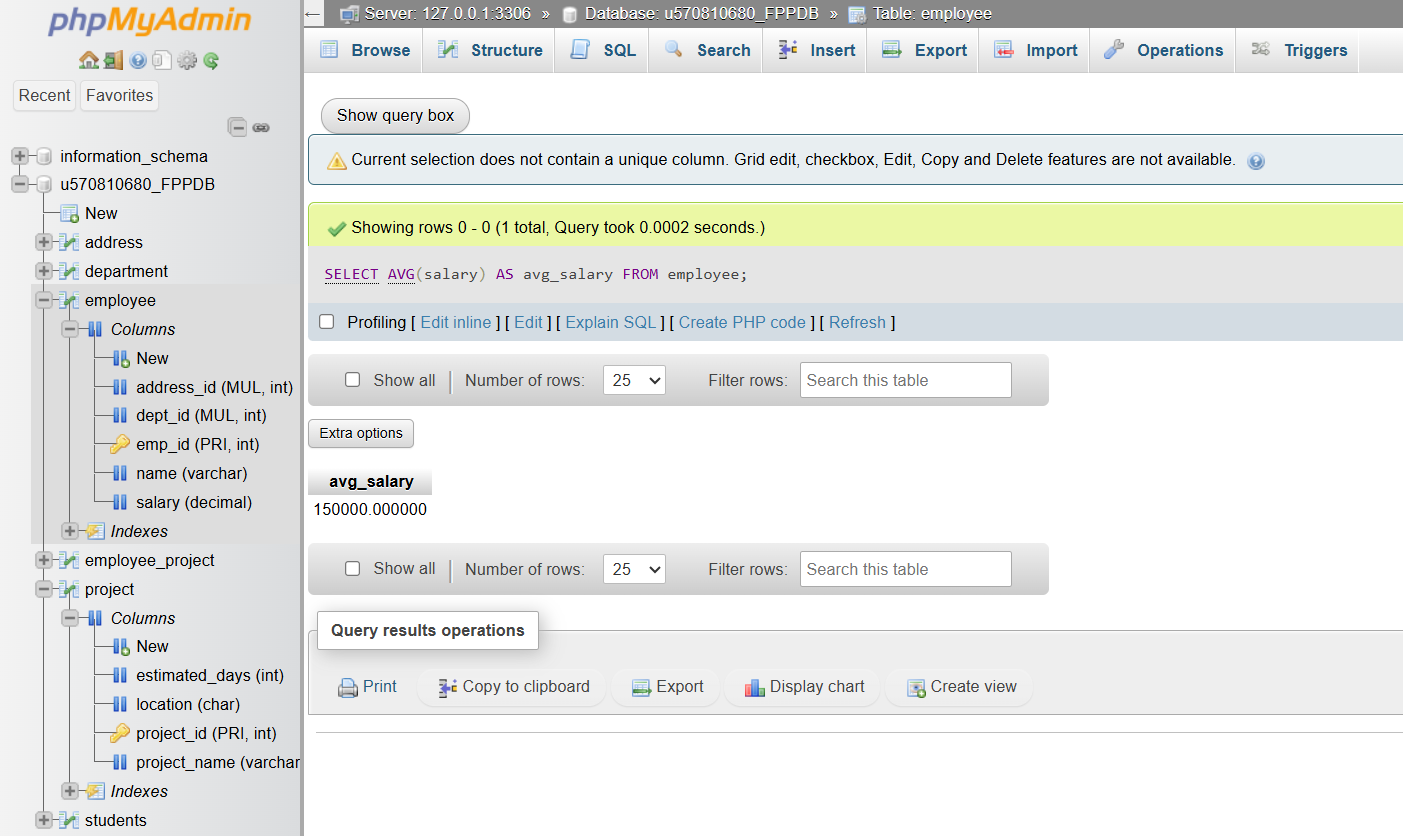 phpMyAdmin
Recent
Favorites
information_schema
u570810680_FPPDB
New
address
department
employee
Columns
New
address_id (MUL, int)
dept_id (MUL, int)
emp_id (PRI, int)
name (varchar)
salary (decimal)
Indexes
employee_project
project
Columns
New
estimated_days (int)
location (char)
project_id (PRI, int)
project_name (varchar
Indexes
students
Server: 127.0.0.1:3306 » Database: u570810680_FPPDB » Table: employee
Browse Structure SQL Search Insert Export Import Operations Triggers
Show query box
Current selection does not contain a unique column. Grid edit, checkbox, Edit, Copy and Delete features are not available.
Showing rows 0 - 0 (1 total, Query took 0.0002 seconds.)
SELECT AVG(salary) AS avg_salary FROM employee;
Profiling [ Edit inline ] [ Edit ] [ Explain SQL ] [ Create PHP code ] [ Refresh ]
Show all | Number of rows: 25 Filter rows: Search this table
Extra options
avg_salary
150000.000000
Show all | Number of rows: 25 Filter rows: Search this table
Query results operations
Print Copy to clipboard Export Display chart Create view